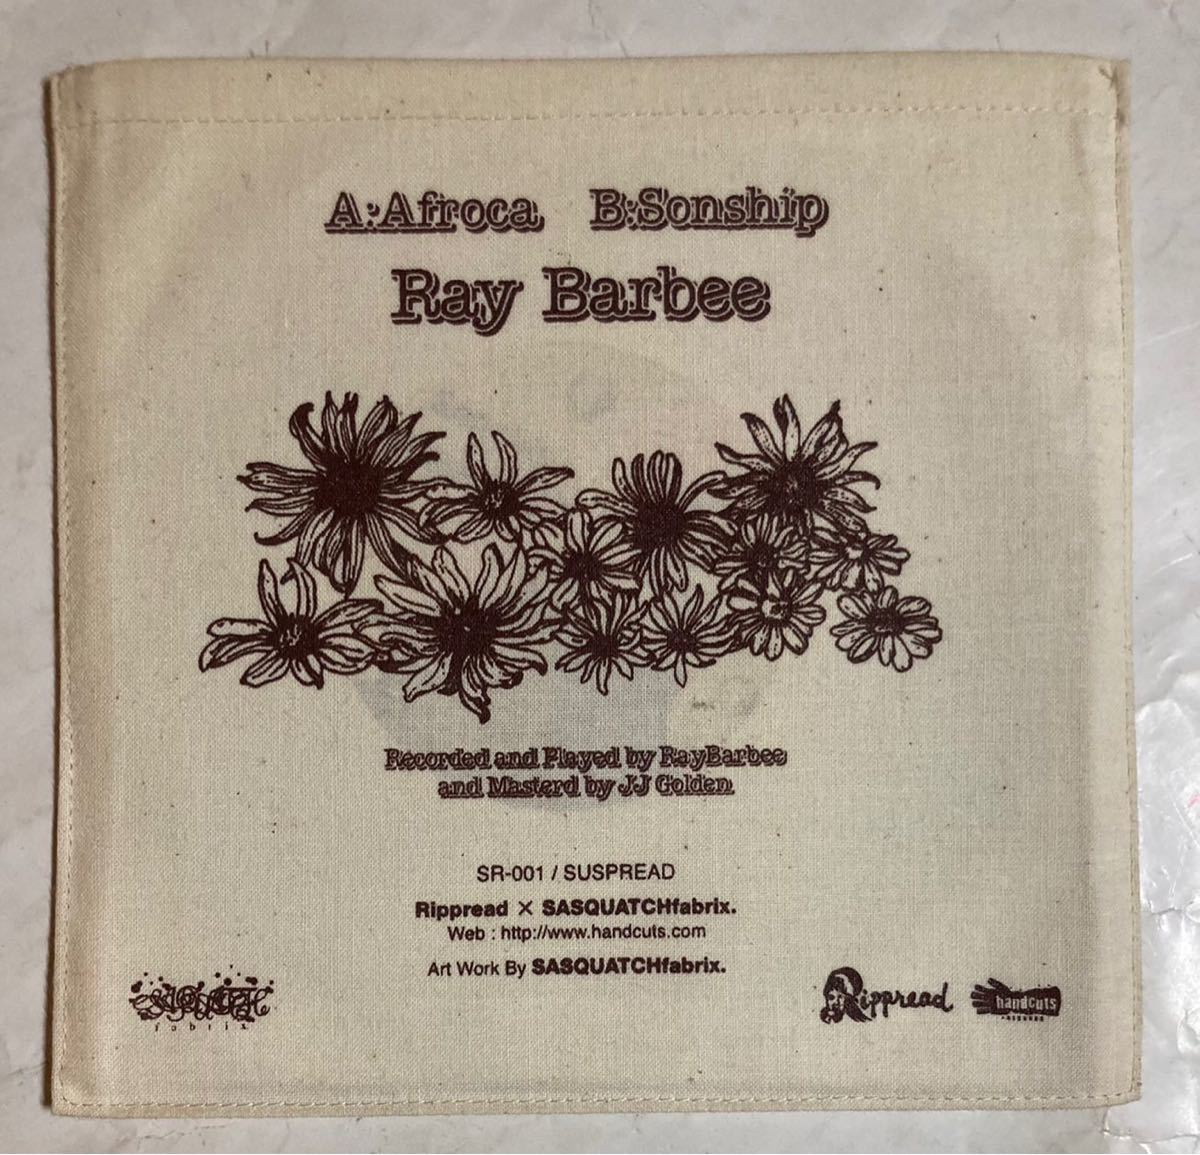 A:Afroca B:Sonship
Ray Barbee
Recorded and Played by RayBarbee
and Masterd by JJ Golden
SR-001 / SUSPREAD
Rippread × SASQUATCHfabrix.
Web : http://www.handcuts.com
Art Work By SASQUATCHfabrix.
fabrix
Rippread
handcuts
RECORDS